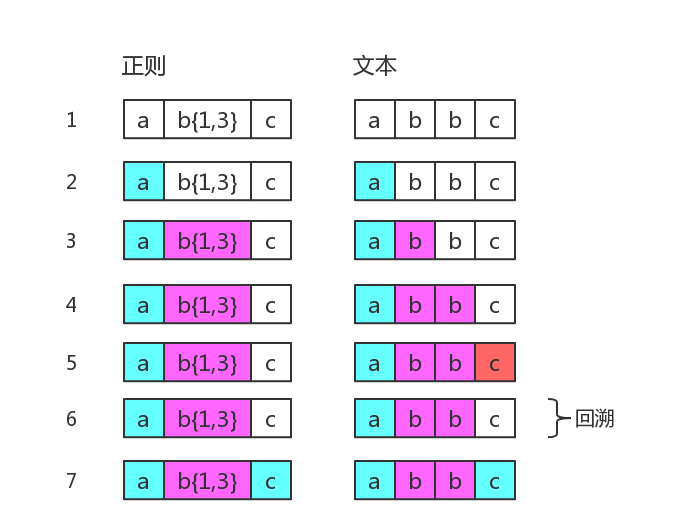 正则 文本
1 a b{1,3} c a b b c
2 a b{1,3} c a b b c
3 a b{1,3} c a b b c
4 a b{1,3} c a b b c
5 a b{1,3} c a b b c
6 a b{1,3} c a b b c 回溯
7 a b{1,3} c a b b c